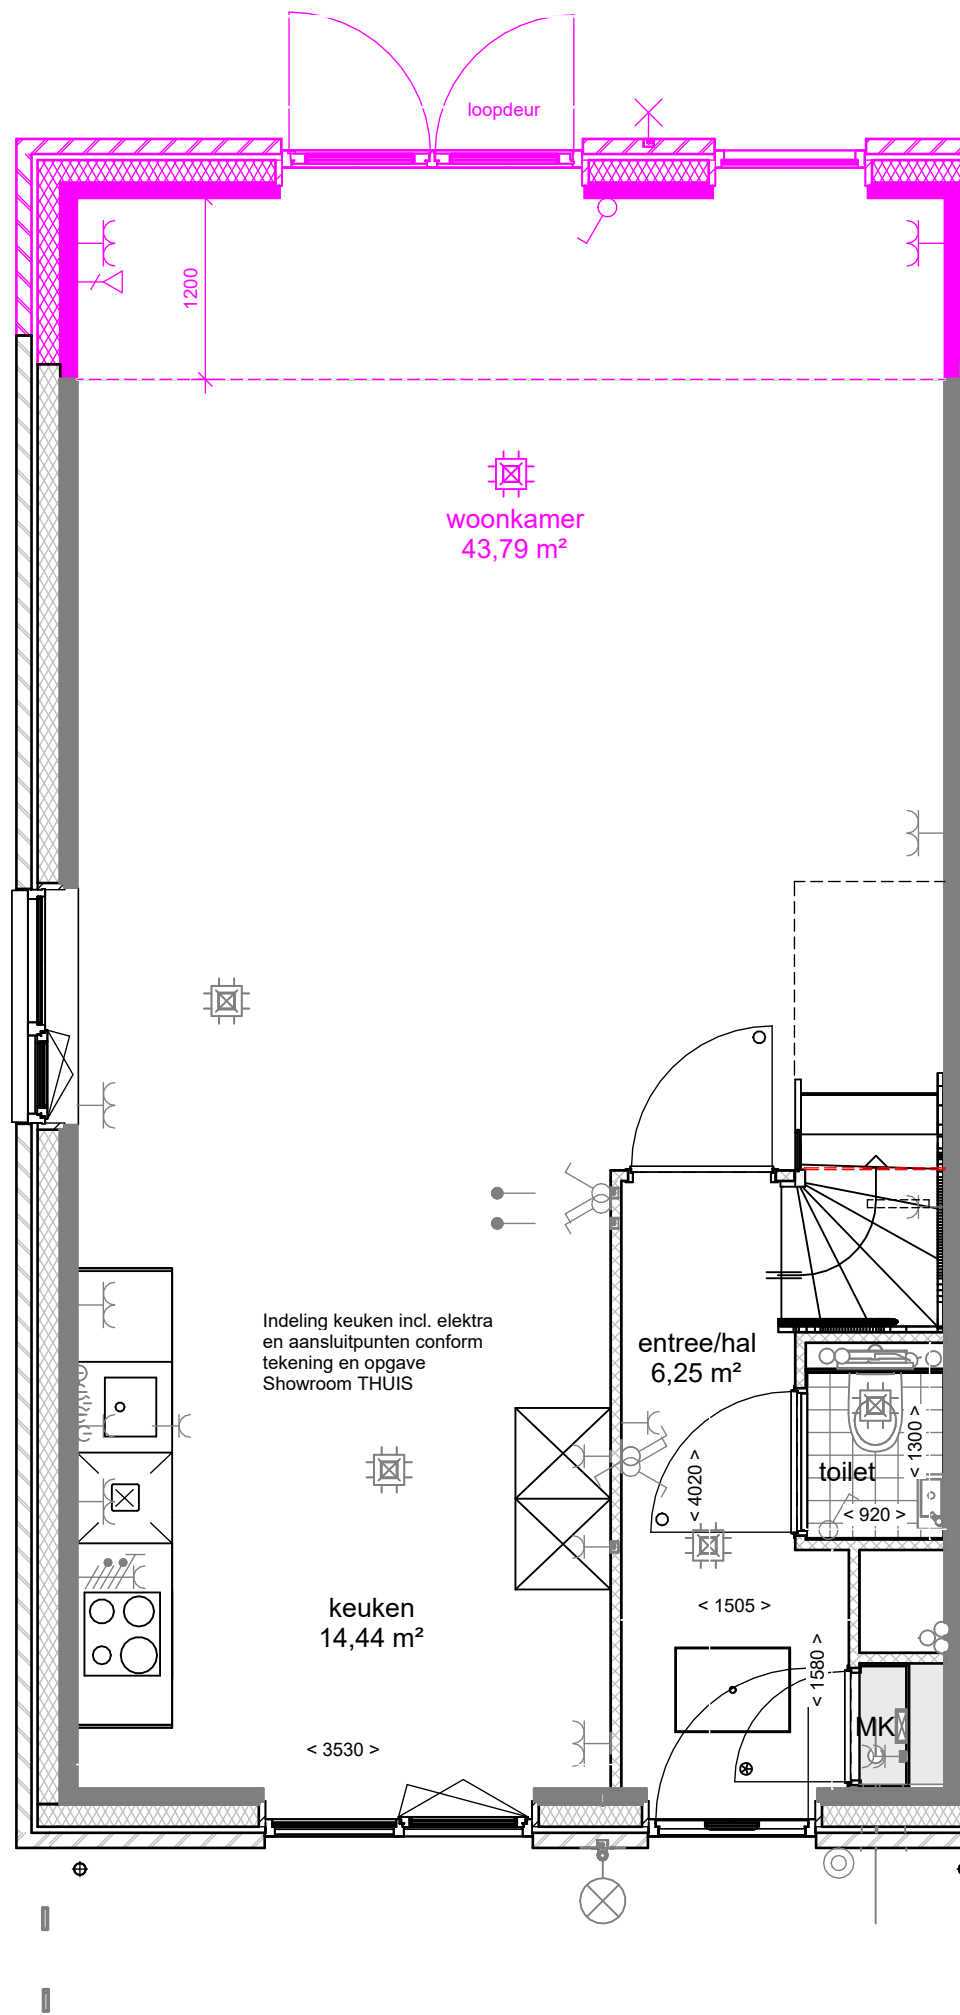 loopdeur
1200
woonkamer
43,79 m²
Indeling keuken incl. elektra
en aansluitpunten conform
tekening en opgave
Showroom THUIS
entree/hal
6,25 m²
< 1300 >
toilet
< 4020 >
< 920 >
keuken
14,44 m²
< 1505 >
< 1580 >
MK
< 3530 >